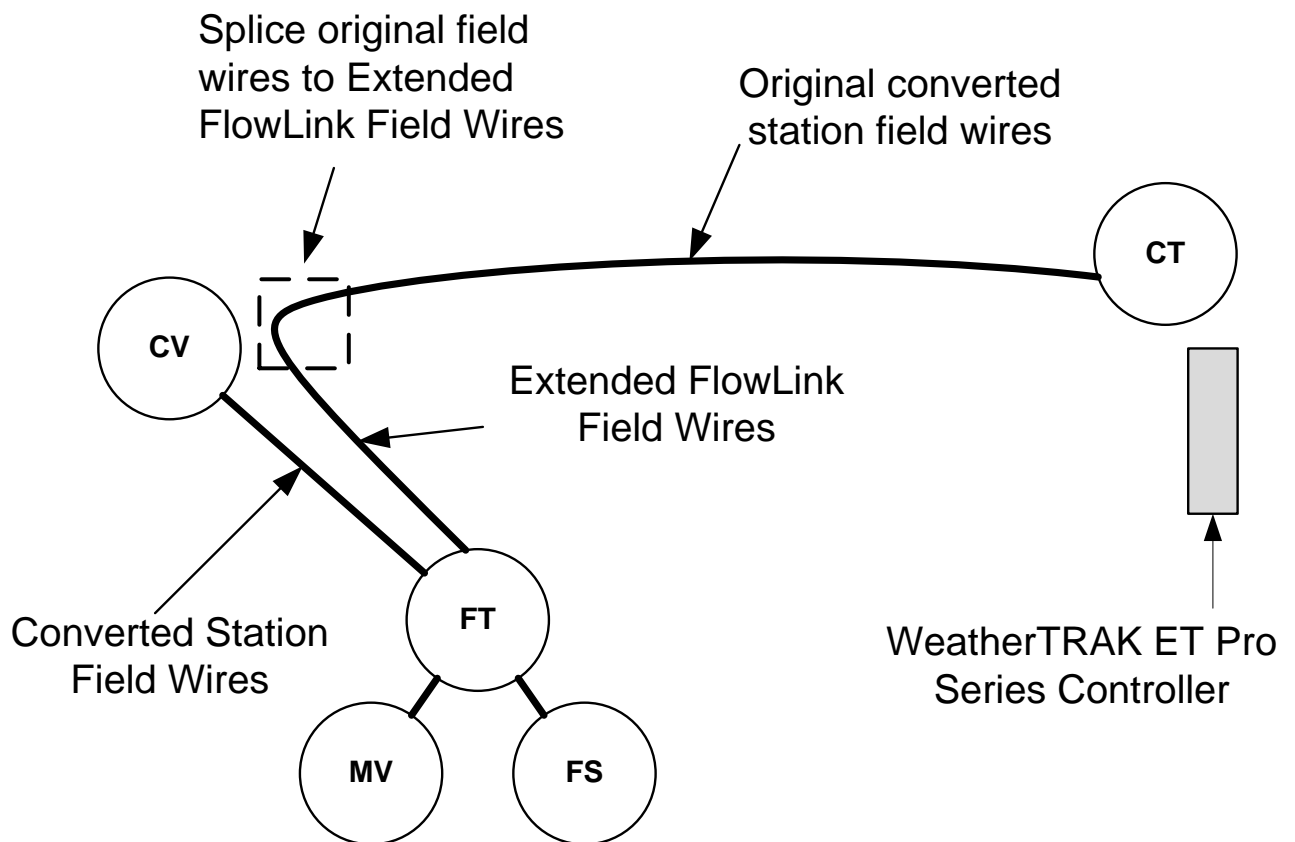 Splice original field
wires to Extended
FlowLink Field Wires
Original converted
station field wires
CT
CV
Extended FlowLink
Field Wires
Converted Station
Field Wires
FT
WeatherTRAK ET Pro
Series Controller
MV
FS